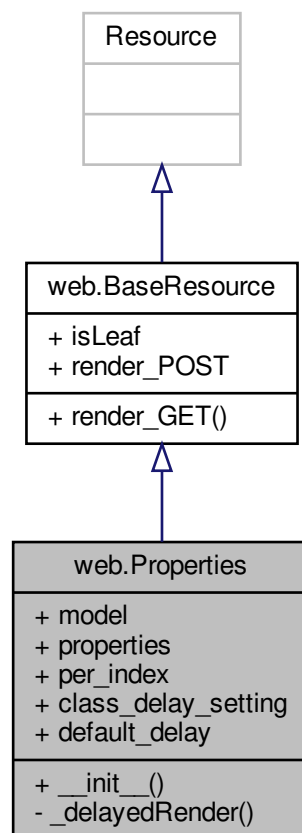 Resource
web.BaseResource
+ isLeaf
+ render_POST
+ render_GET()
web.Properties
+ model
+ properties
+ per_index
+ class_delay_setting
+ default_delay
+ __init__()
- _delayedRender()